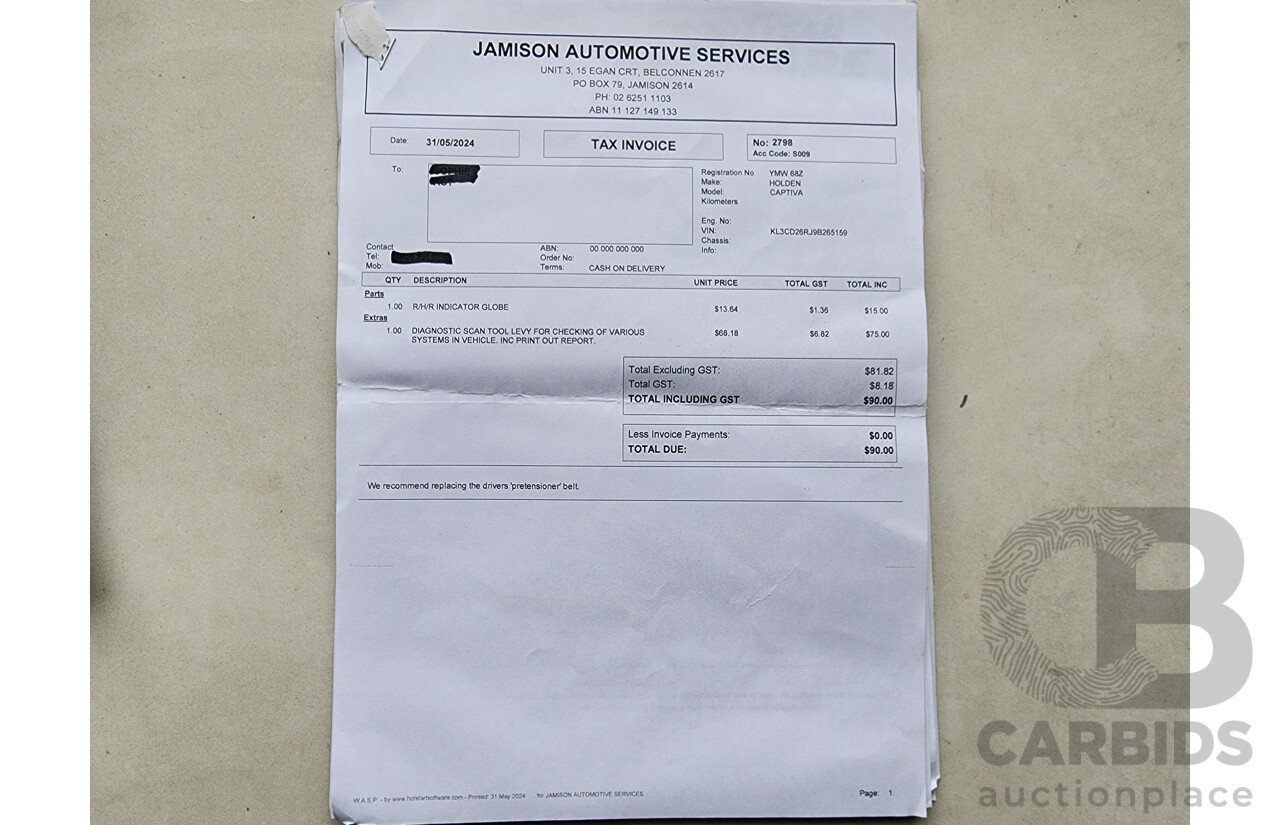 JAMISON AUTOMOTIVE SERVICES
UNIT 3, 15 EGAN CRT, BELCONNEN 2617
PO BOX 79, JAMISON 2614
PH: 02 6251 1103
ABN 11 127 149 133
Date: 31/05/2024
TAX INVOICE
No: 2798
Acc Code: S009
To:
Registration No YMW 68Z
Make: HOLDEN
Model: CAPTIVA
Kilometers
Eng. No:
VIN: KL3CD26RJ9B265159
Chassis:
Info:
Contact
Tel:
Mob:
ABN: 00 000 000 000
Order No:
Terms: CASH ON DELIVERY
QTY DESCRIPTION UNIT PRICE TOTAL GST TOTAL INC
Parts
1.00 R/H/R INDICATOR GLOBE $13.64 $1.36 $15.00
Extras
1.00 DIAGNOSTIC SCAN TOOL LEVY FOR CHECKING OF VARIOUS $68.18 $6.82 $75.00
SYSTEMS IN VEHICLE. INC PRINT OUT REPORT.
Total Excluding GST: $81.82
Total GST: $8.18
TOTAL INCLUDING GST $90.00
Less Invoice Payments: $0.00
TOTAL DUE: $90.00
We recommend replacing the drivers 'pretensioner' belt.
W.A.S.P - by www.hotelartsoftware.com - Printed: 31 May 2024 for JAMISON AUTOMOTIVE SERVICES
Page: 1
CARBIDS
auctionplace